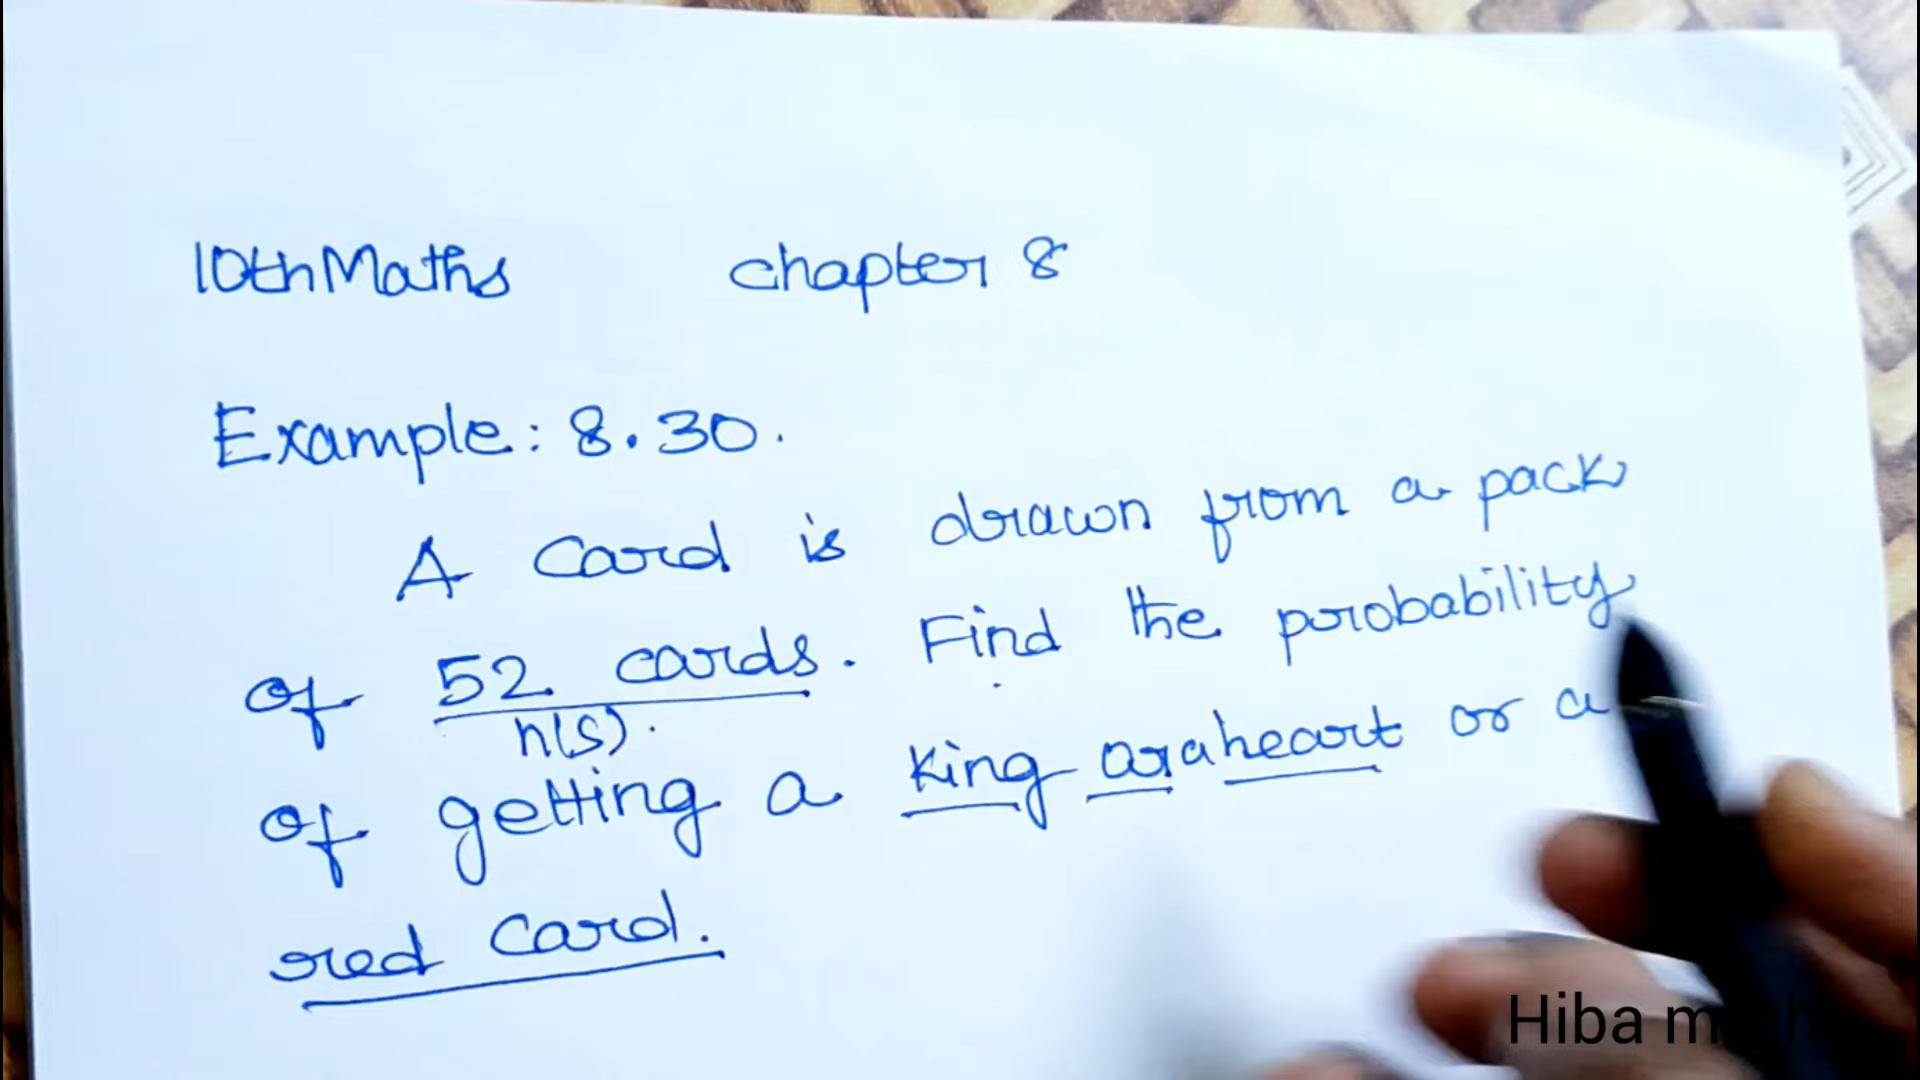 10th Maths chapter 8
Example: 8.30.
A card is drawn from a pack
of 52 cards. Find the probability
n(s).
of getting a king or a heart or a
red card.
Hiba m